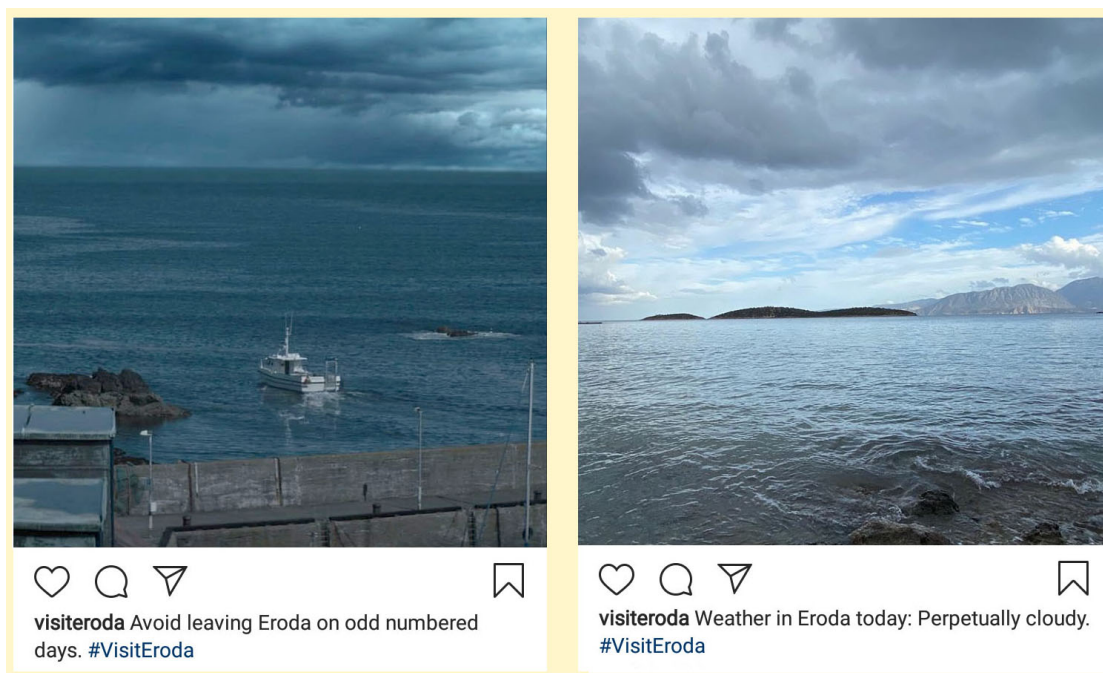 visiteroda Avoid leaving Eroda on odd numbered
days. #VisitEroda
visiteroda Weather in Eroda today: Perpetually cloudy.
#VisitEroda